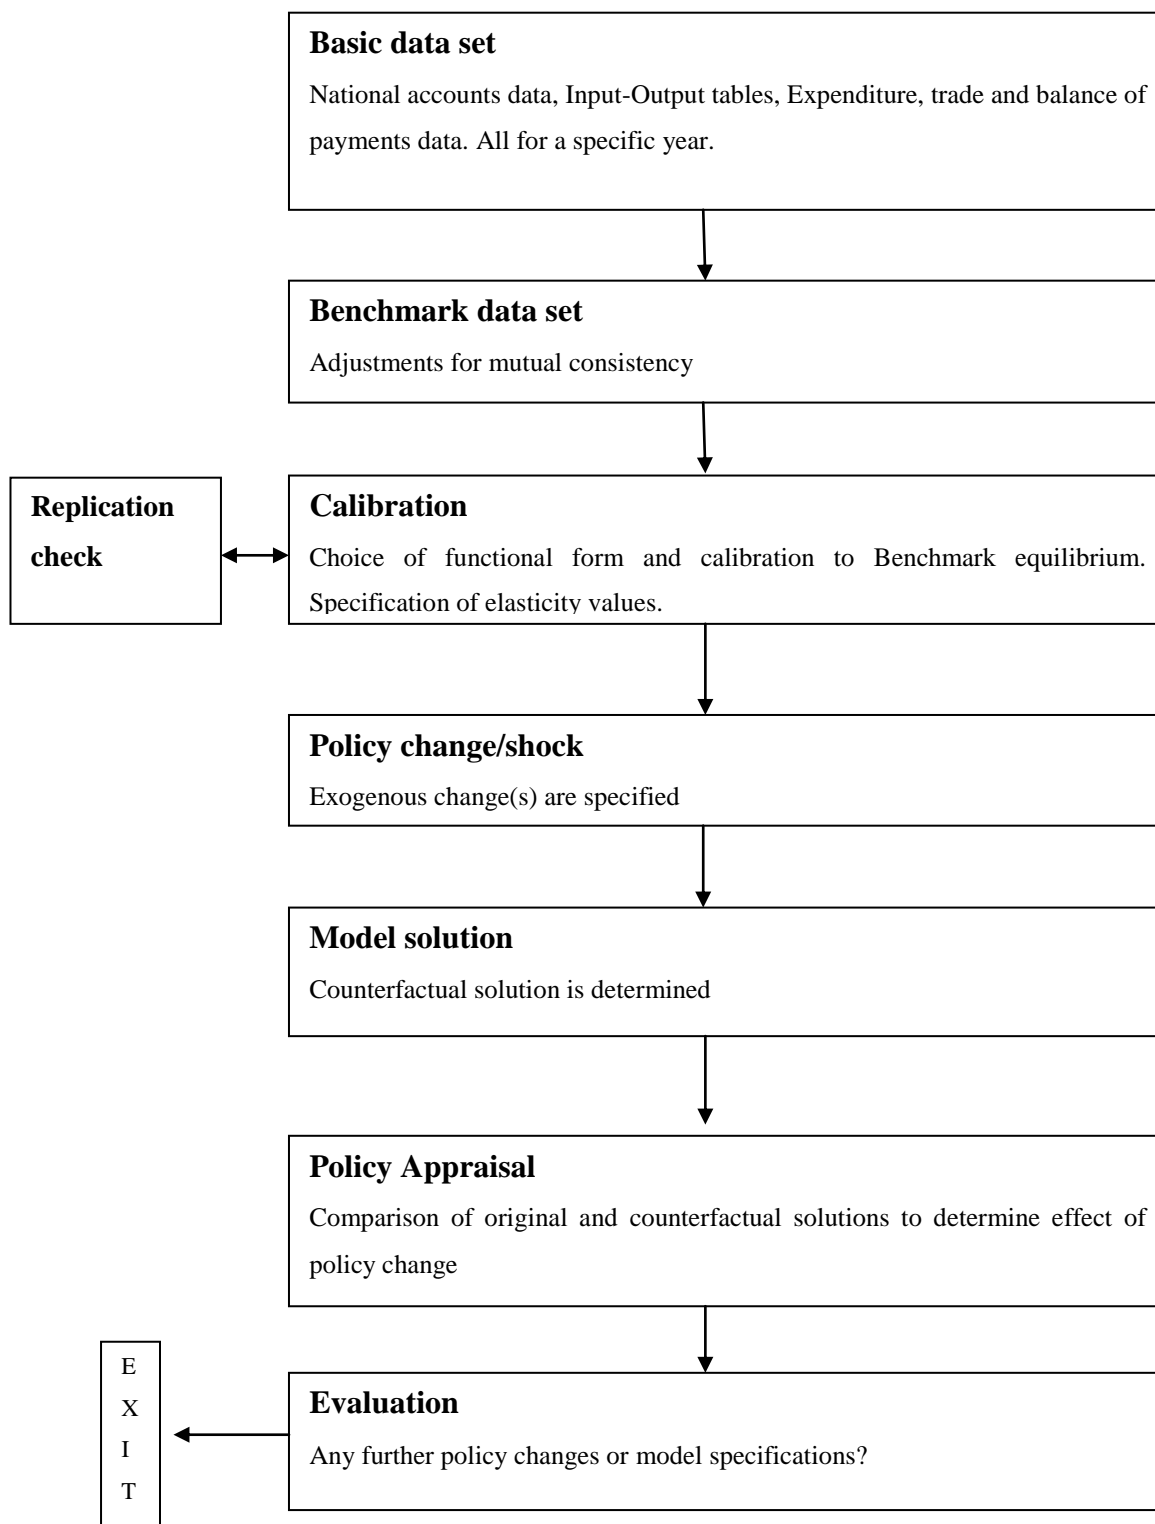 Basic data set
National accounts data, Input-Output tables, Expenditure, trade and balance of
payments data. All for a specific year.
Benchmark data set
Adjustments for mutual consistency
Replication
check
Calibration
Choice of functional form and calibration to Benchmark equilibrium.
Specification of elasticity values.
Policy change/shock
Exogenous change(s) are specified
Model solution
Counterfactual solution is determined
Policy Appraisal
Comparison of original and counterfactual solutions to determine effect of
policy change
E
X
I
T
Evaluation
Any further policy changes or model specifications?